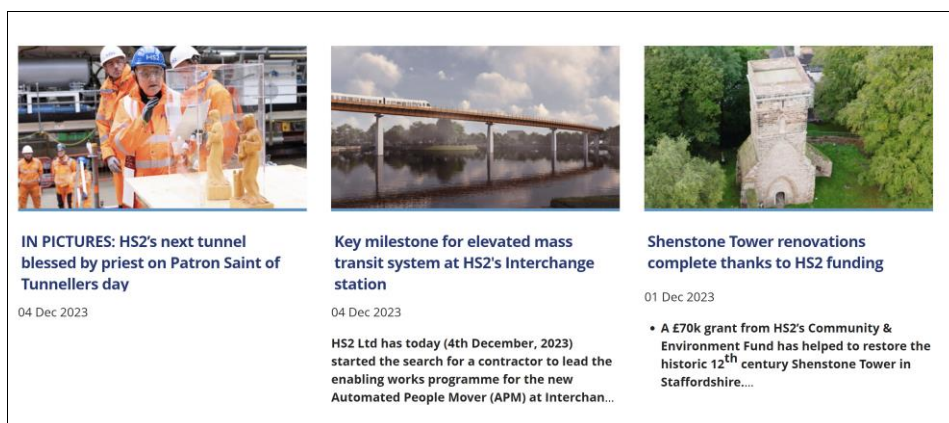 HS2
IN PICTURES: HS2’s next tunnel
blessed by priest on Patron Saint of
Tunnellers day
04 Dec 2023
Key milestone for elevated mass
transit system at HS2's Interchange
station
04 Dec 2023
HS2 Ltd has today (4th December, 2023)
started the search for a contractor to lead the
enabling works programme for the new
Automated People Mover (APM) at Interchan...
Shenstone Tower renovations
complete thanks to HS2 funding
01 Dec 2023
• A £70k grant from HS2’s Community &
Environment Fund has helped to restore the
historic 12th century Shenstone Tower in
Staffordshire....